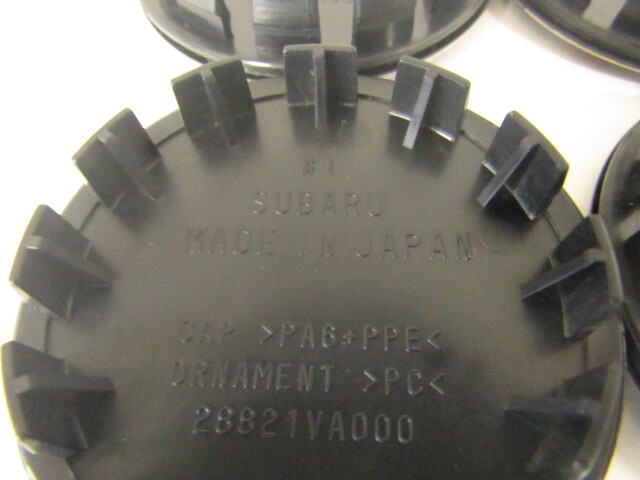 #1
SUBARU
MADE IN JAPAN
CAP >PA6+PPE<
ORNAMENT >PC<
28821VA000